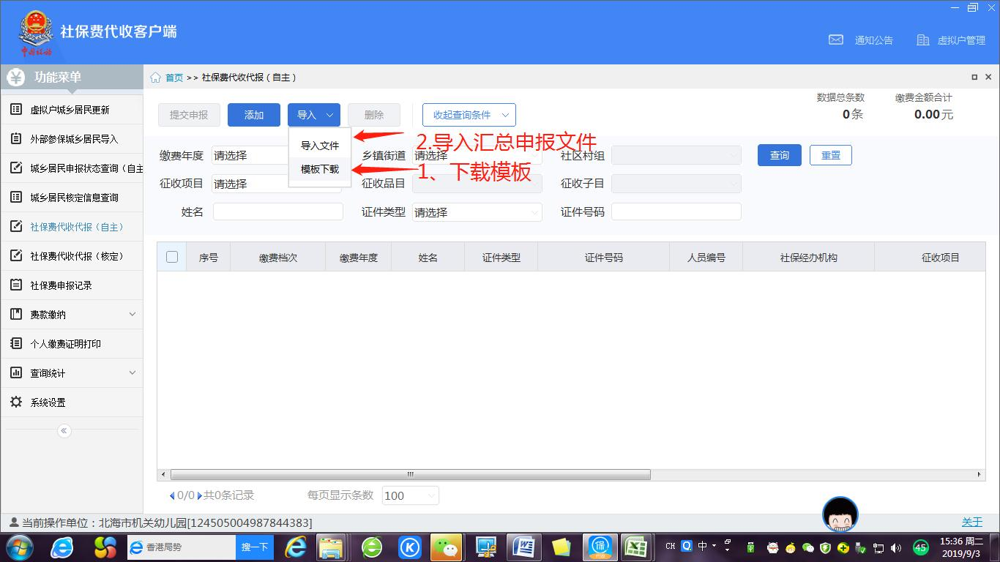 社保费代收客户端
中国税务
通知公告
虚拟户管理
功能菜单
首页 >> 社保费代收代报（自主）
虚拟户城乡居民更新
外部参保城乡居民导入
城乡居民申报状态查询（自主
城乡居民核定信息查询
社保费代收代报（自主）
社保费代收代报（核定）
社保费申报记录
费款缴纳
个人缴费证明打印
查询统计
系统设置
提交申报
添加
导入
删除
收起查询条件
数据总条数
0条
缴费金额合计
0.00元
导入文件
模板下载
2.导入汇总申报文件
1、下载模板
缴费年度 请选择
乡镇街道 请选择
社区村组
查询
重置
征收项目 请选择
征收品目
征收子目
姓名
证件类型 请选择
证件号码
序号 缴费档次 缴费年度 姓名 证件类型 证件号码 人员编号 社保经办机构 征收项目
0/0 共0条记录
每页显示条数 100
当前操作单位：北海市机关幼儿园[124505004987844383]
关于
香港局势
搜一下
CH
中
45
15:36 周二
2019/9/3